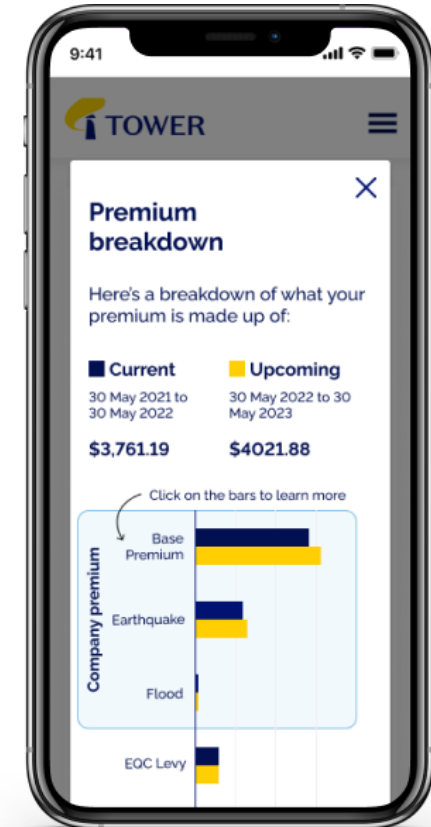 9:41
TOWER
Premium
breakdown
Here's a breakdown of what your
premium is made up of:
Current
30 May 2021 to
30 May 2022
$3,761.19
Upcoming
30 May 2022 to 30
May 2023
$4021.88
Click on the bars to learn more
Company premium
Base
Premium
Earthquake
Flood
EQC Levy